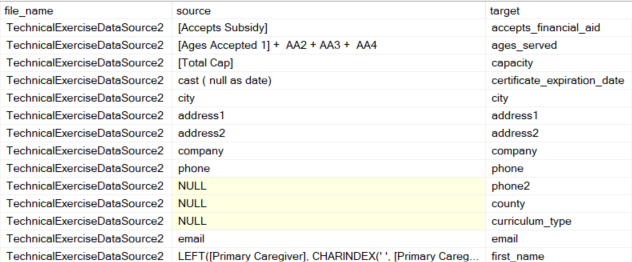 file_name source target
TechnicalExerciseDataSource2 [Accepts Subsidy] accepts_financial_aid
TechnicalExerciseDataSource2 [Ages Accepted 1] + AA2 + AA3 + AA4 ages_served
TechnicalExerciseDataSource2 [Total Cap] capacity
TechnicalExerciseDataSource2 cast ( null as date) certificate_expiration_date
TechnicalExerciseDataSource2 city city
TechnicalExerciseDataSource2 address1 address1
TechnicalExerciseDataSource2 address2 address2
TechnicalExerciseDataSource2 company company
TechnicalExerciseDataSource2 phone phone
TechnicalExerciseDataSource2 NULL phone2
TechnicalExerciseDataSource2 NULL county
TechnicalExerciseDataSource2 NULL curriculum_type
TechnicalExerciseDataSource2 email email
TechnicalExerciseDataSource2 LEFT([Primary Caregiver], CHARINDEX(' ', [Primary Careg... first_name